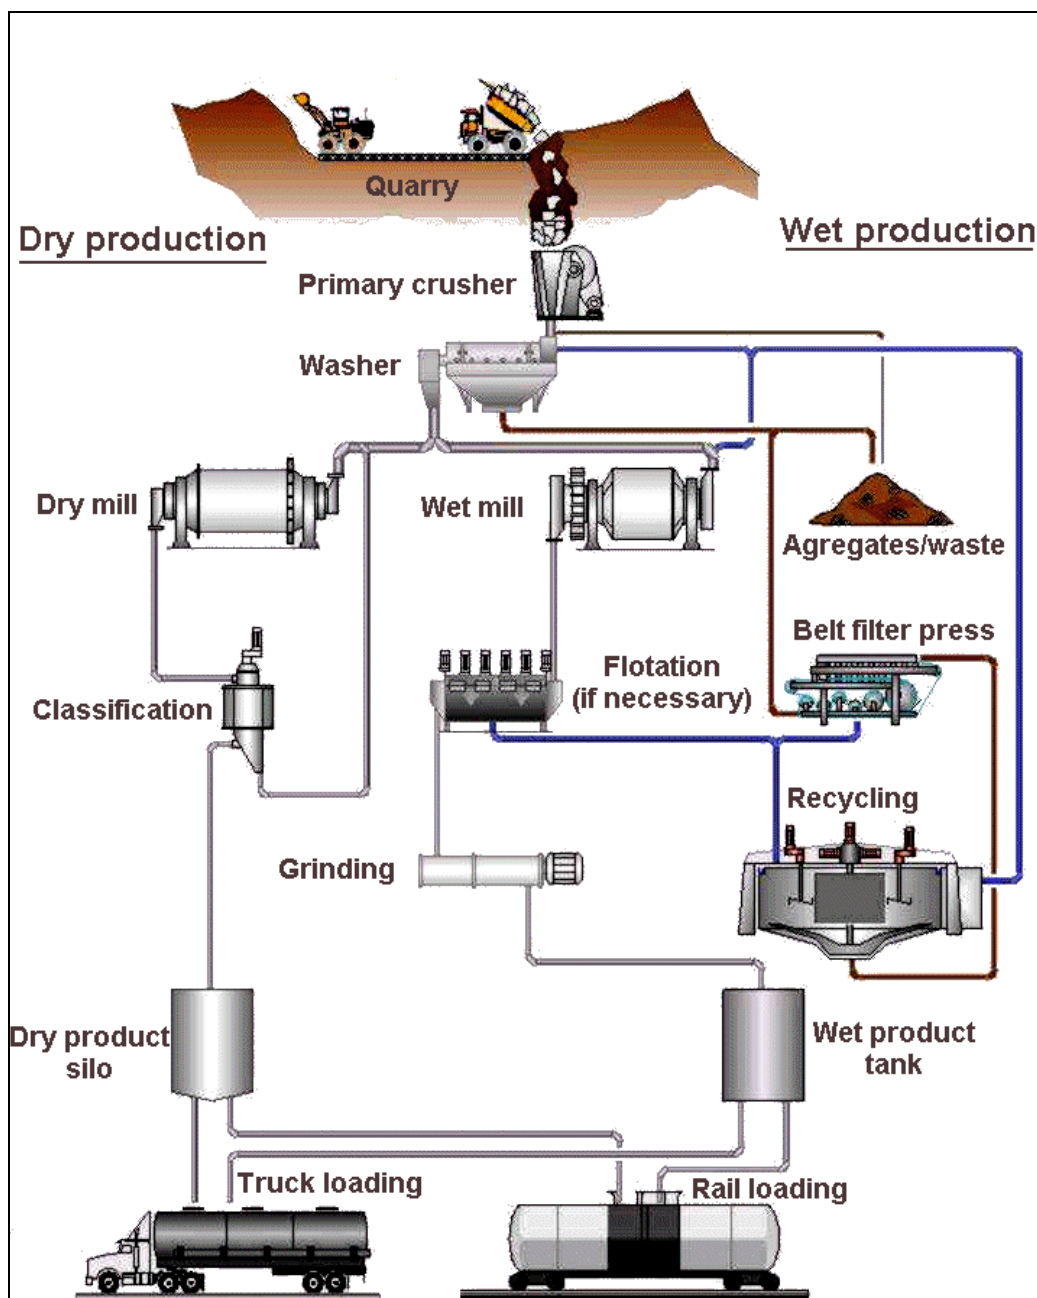 Quarry
Dry production
Wet production
Primary crusher
Washer
Dry mill
Wet mill
Agregates/waste
Belt filter press
Classification
Flotation
(if necessary)
Recycling
Grinding
Dry product
silo
Wet product
tank
Truck loading
Rail loading